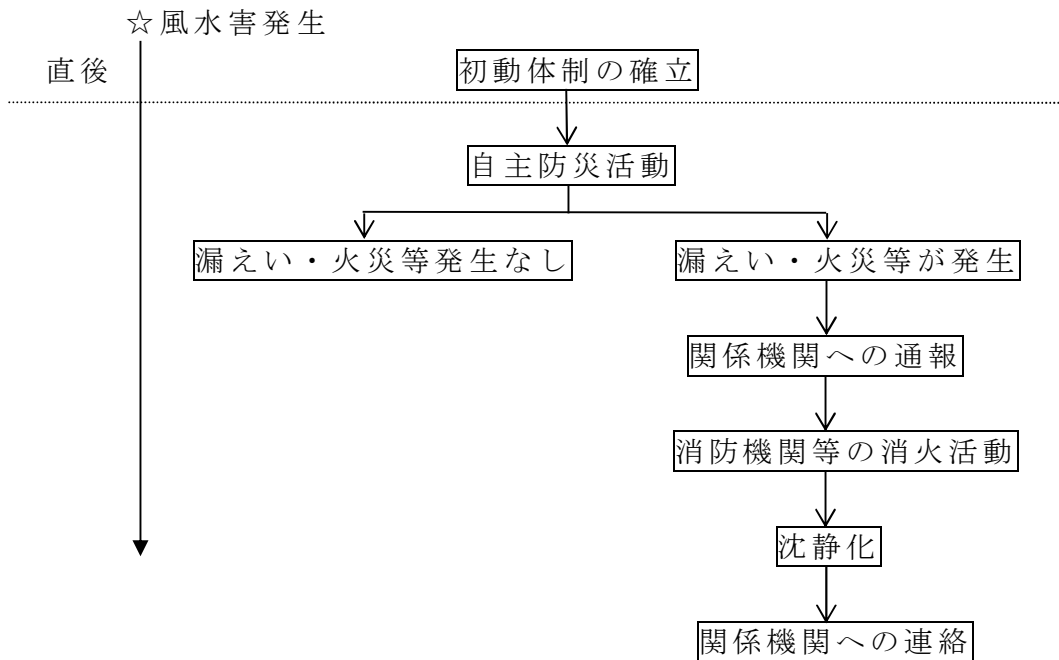 ☆風水害発生
直後
初動体制の確立
自主防災活動
漏えい・火災等発生なし
漏えい・火災等が発生
関係機関への通報
消防機関等の消火活動
沈静化
関係機関への連絡